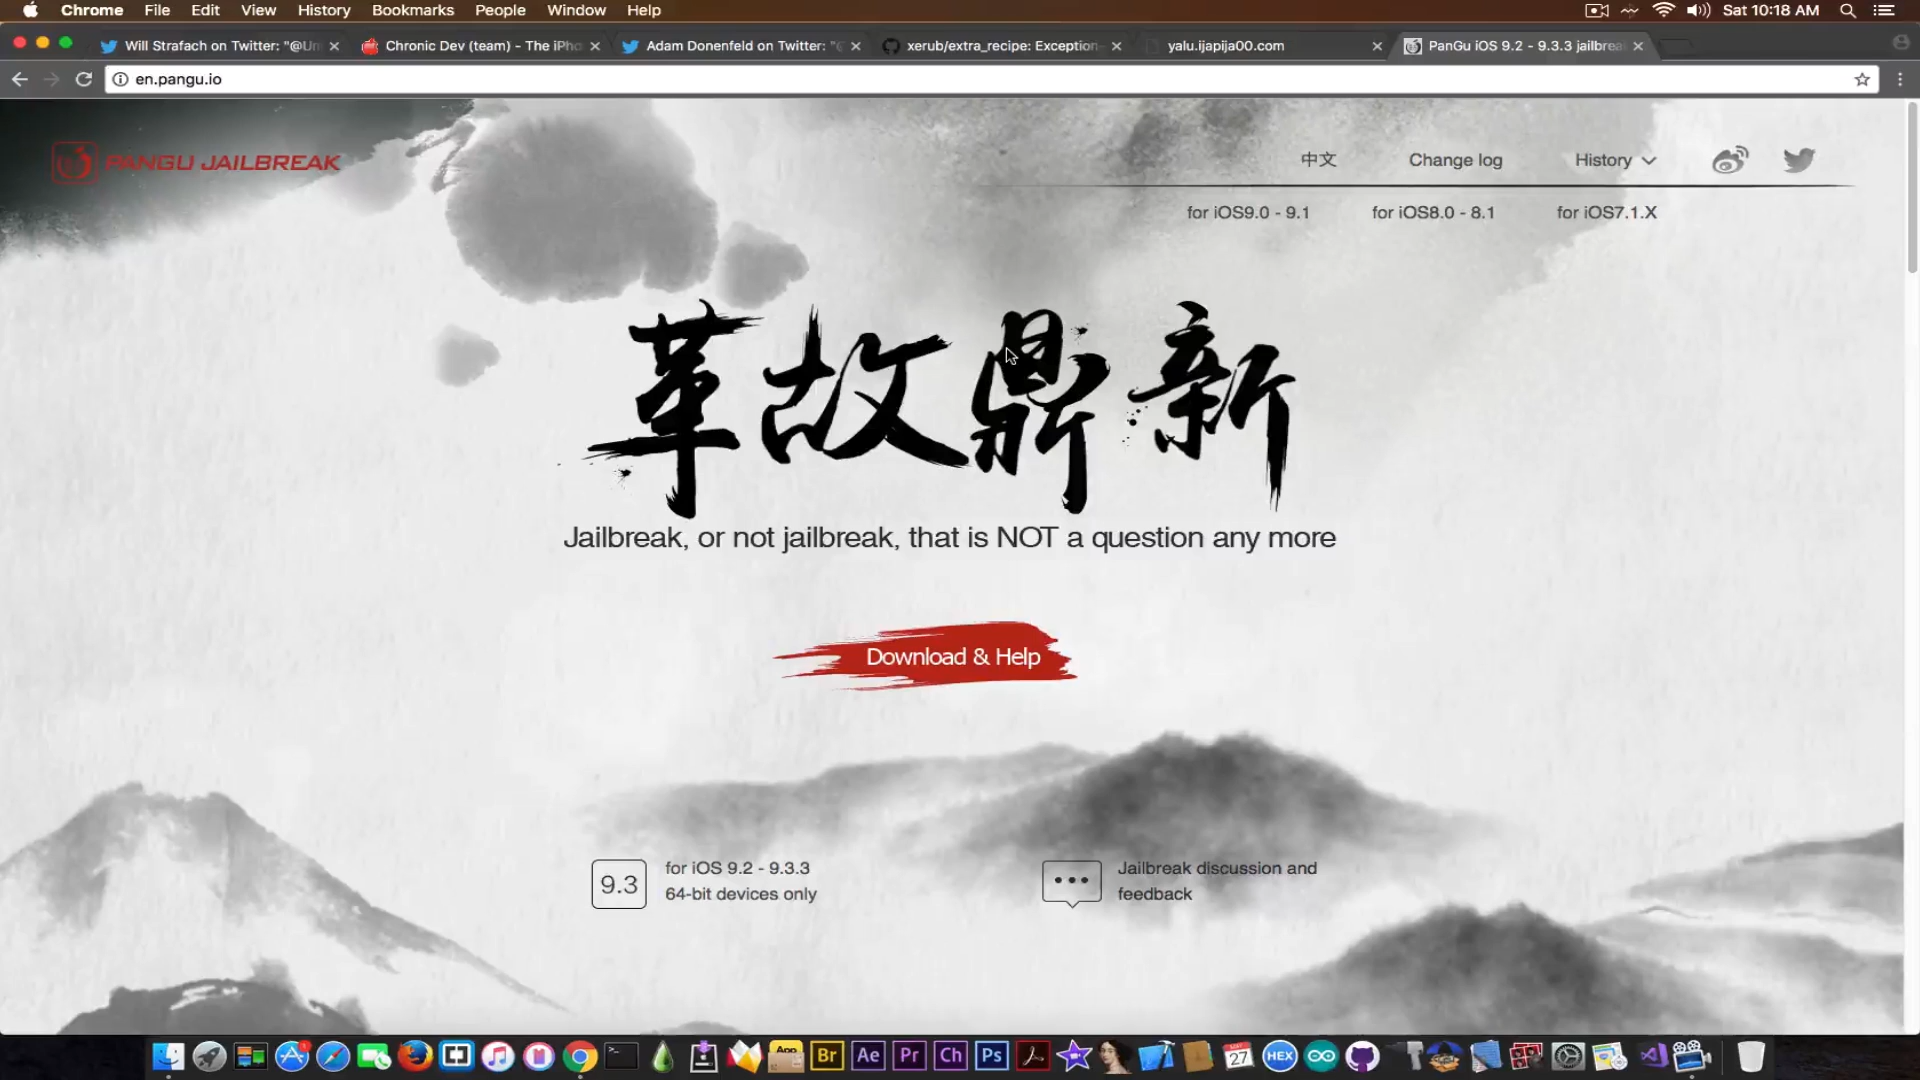 Chrome File Edit View History Bookmarks People Window Help Sat 10:18 AM
Will Strafach on Twitter: "@Un Chronic Dev (team) - The iPho Adam Donenfeld on Twitter: "@ xerub/extra_recipe: Exception- yalu.ijapija00.com PanGu iOS 9.2 - 9.3.3 jailbrea
en.pangu.io
PANGU JAILBREAK
中文 Change log History
for iOS9.0 - 9.1 for iOS8.0 - 8.1 for iOS7.1.X
革故鼎新
Jailbreak, or not jailbreak, that is NOT a question any more
Download & Help
9.3
for iOS 9.2 - 9.3.3
64-bit devices only
Jailbreak discussion and
feedback
Br Ae Pr Ch Ps 27 HEX